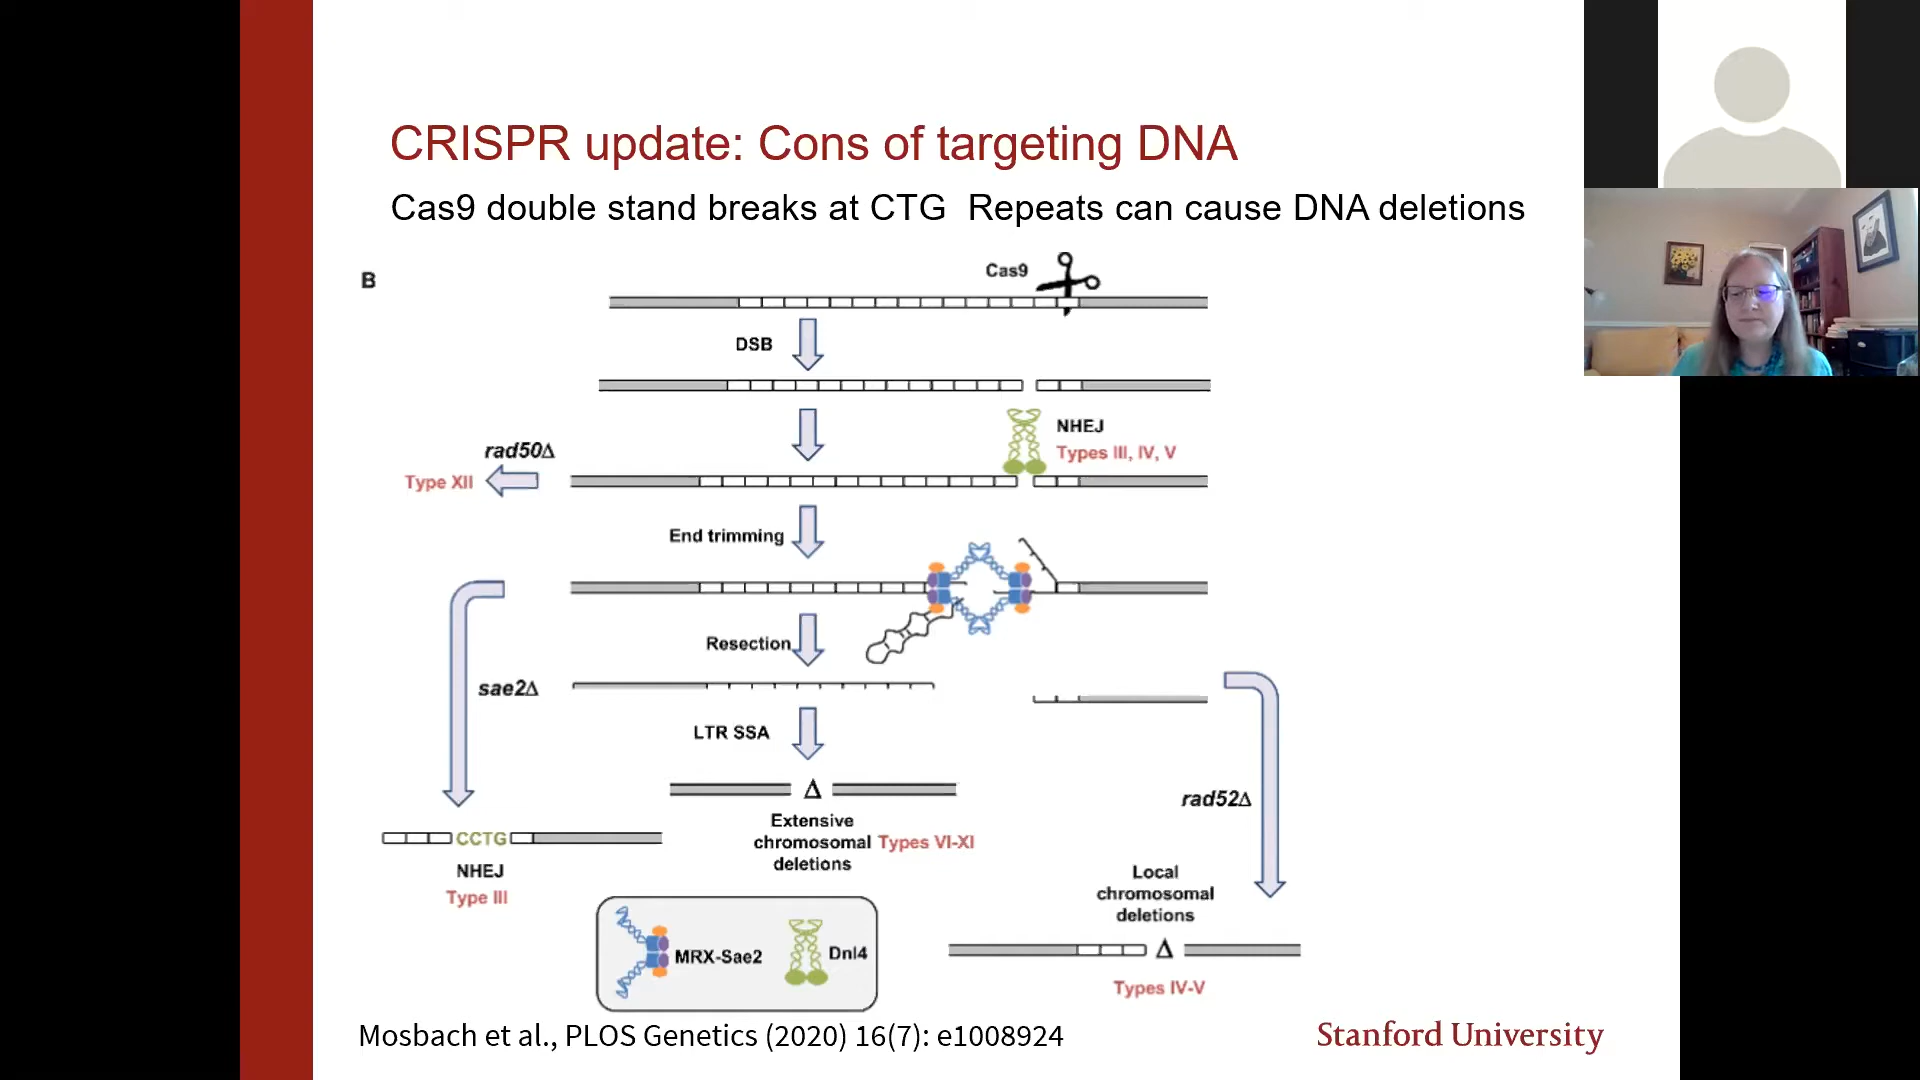 CRISPR update: Cons of targeting DNA
Cas9 double stand breaks at CTG  Repeats can cause DNA deletions
B
Cas9
DSB
NHEJ
Types III, IV, V
rad50Δ
Type XII
End trimming
Resection
sae2Δ
LTR SSA
Δ
rad52Δ
Extensive
chromosomal Types VI-XI
deletions
CCTG
NHEJ
Type III
Local
chromosomal
deletions
Δ
Types IV-V
MRX-Sae2
Dnl4
Mosbach et al., PLOS Genetics (2020) 16(7): e1008924
Stanford University